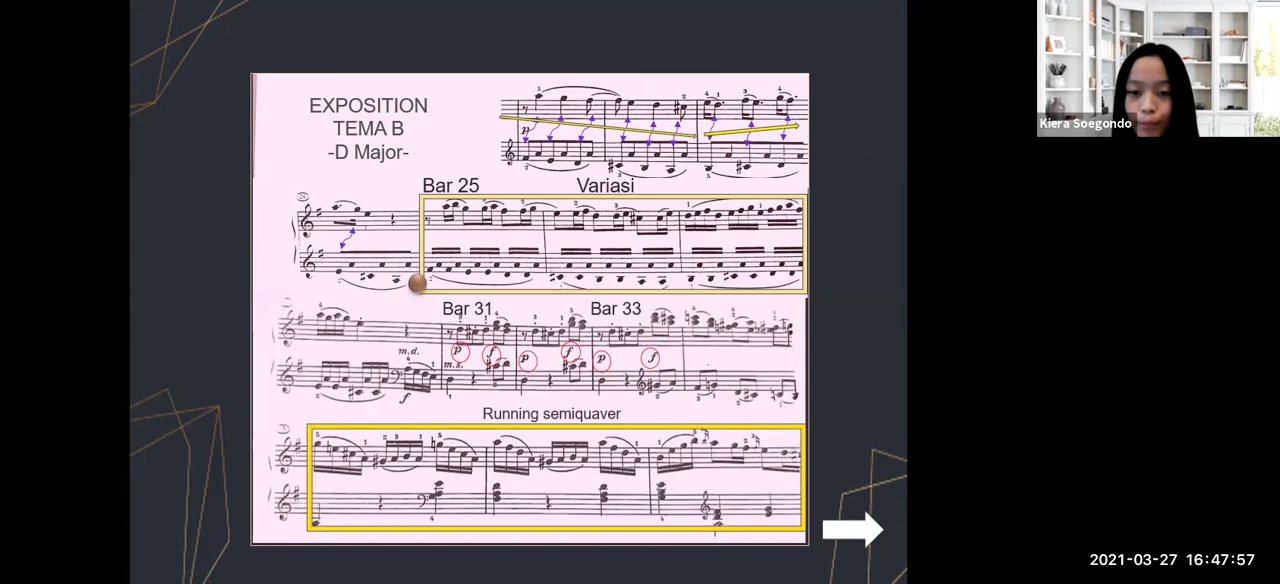 EXPOSITION
TEMA B
-D Major-
p
Bar 25 Variasi
Bar 31 Bar 33
m.d.
p f p f p f
m.s.
f
Running semiquaver
Kiera Soegondo
2021-03-27 16:47:57